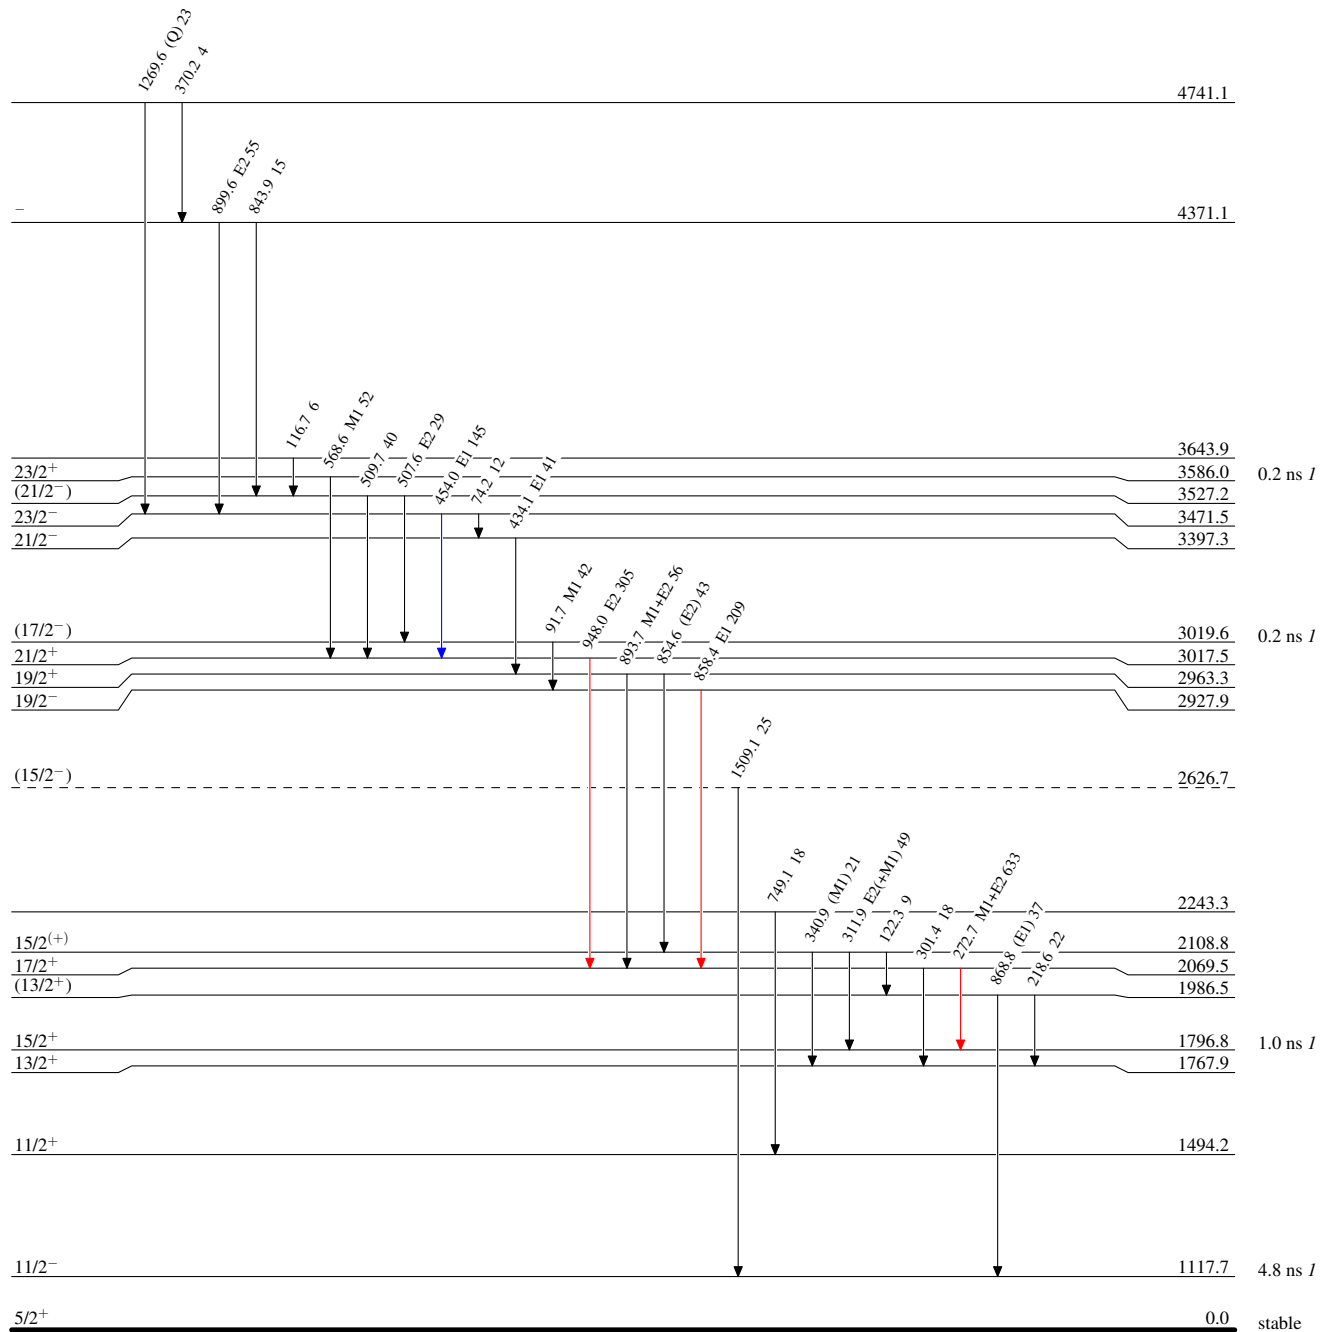 1269.6 (Q) 23
370.2 4
4741.1
899.6 E2 55
843.9 15
− 4371.1
116.7 6
568.6 M1 52
509.7 40
507.6 E2 29
454.0 E1 145
74.2 12
434.1 E1 41
3643.9
23/2+ 3586.0 0.2 ns 1
(21/2−) 3527.2
23/2− 3471.5
21/2− 3397.3
91.7 M1 42
948.0 E2 305
893.7 M1+E2 56
854.6 (E2) 43
858.4 E1 209
(17/2−) 3019.6 0.2 ns 1
21/2+ 3017.5
19/2+ 2963.3
19/2− 2927.9
1509.1 25
(15/2−) 2626.7
749.1 18
340.9 (M1) 21
311.9 E2(+M1) 49
122.3 9
301.4 18
272.7 M1+E2 633
868.8 (E1) 37
218.6 22
2243.3
15/2(+) 2108.8
17/2+ 2069.5
(13/2+) 1986.5
15/2+ 1796.8 1.0 ns 1
13/2+ 1767.9
11/2+ 1494.2
11/2− 1117.7 4.8 ns 1
5/2+ 0.0 stable